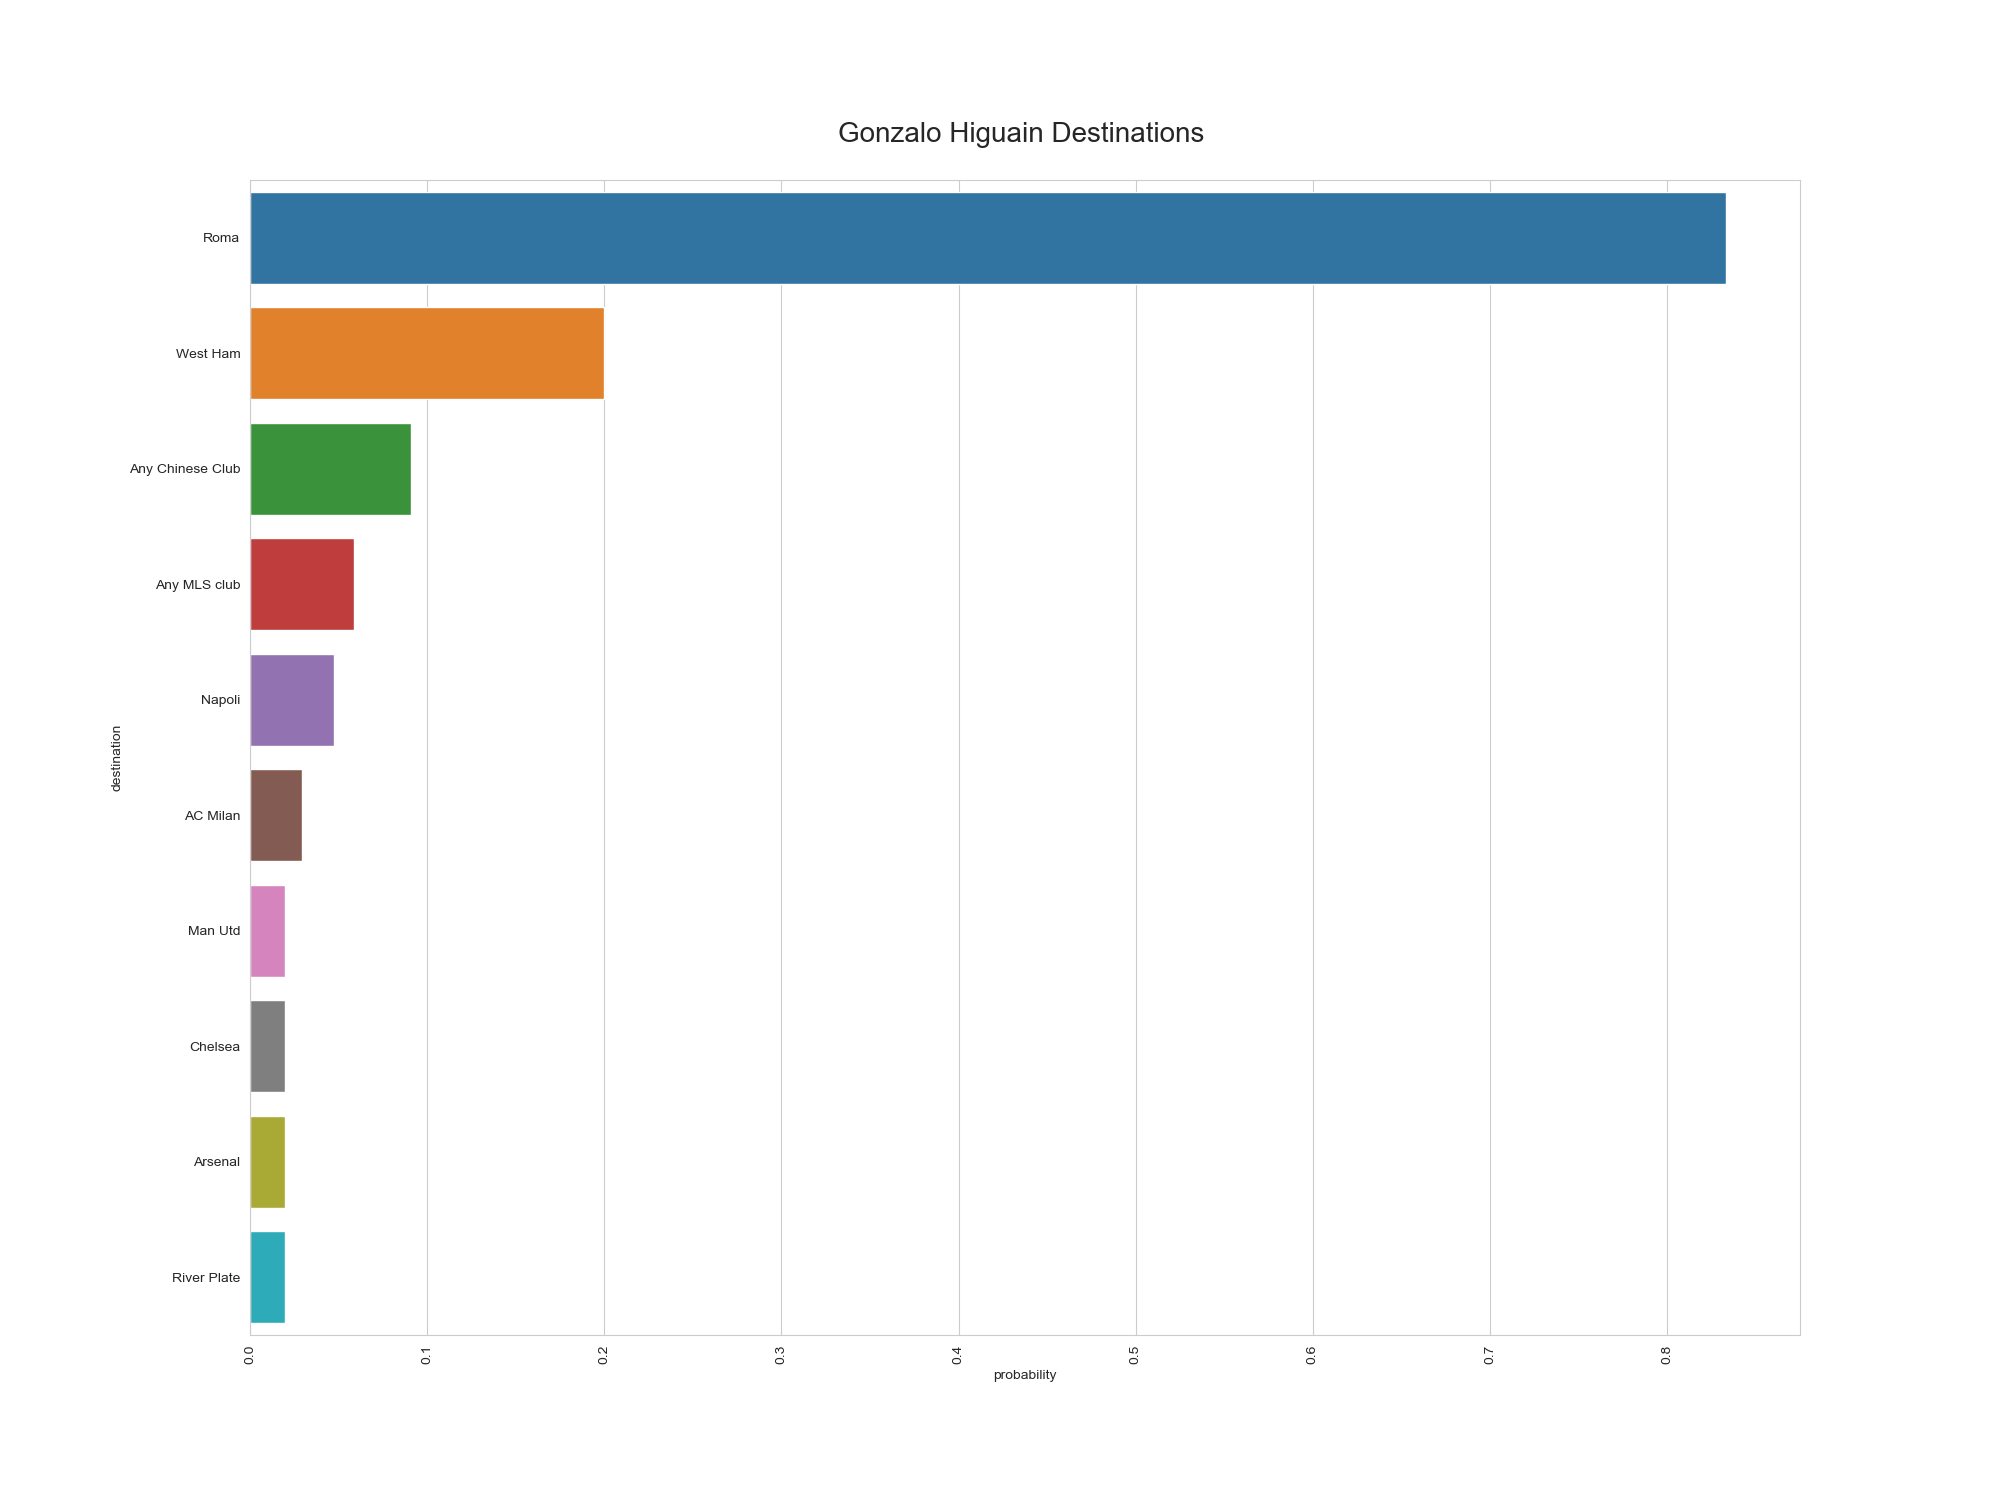 Gonzalo Higuain Destinations
Roma
West Ham
Any Chinese Club
Any MLS club
Napoli
AC Milan
Man Utd
Chelsea
Arsenal
River Plate
destination
0.0 0.1 0.2 0.3 0.4 0.5 0.6 0.7 0.8
probability